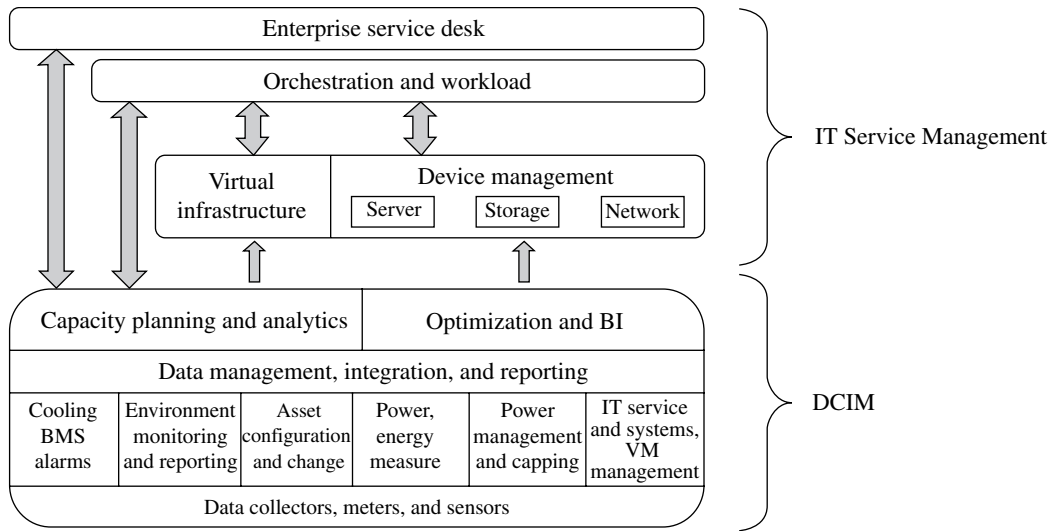 Enterprise service desk
Orchestration and workload
IT Service Management
Virtual
infrastructure
Device management
Server
Storage
Network
Capacity planning and analytics
Optimization and BI
Data management, integration, and reporting
DCIM
Cooling
BMS
alarms
Environment
monitoring
and reporting
Asset
configuration
and change
Power,
energy
measure
Power
management
and capping
IT service
and systems,
VM
management
Data collectors, meters, and sensors